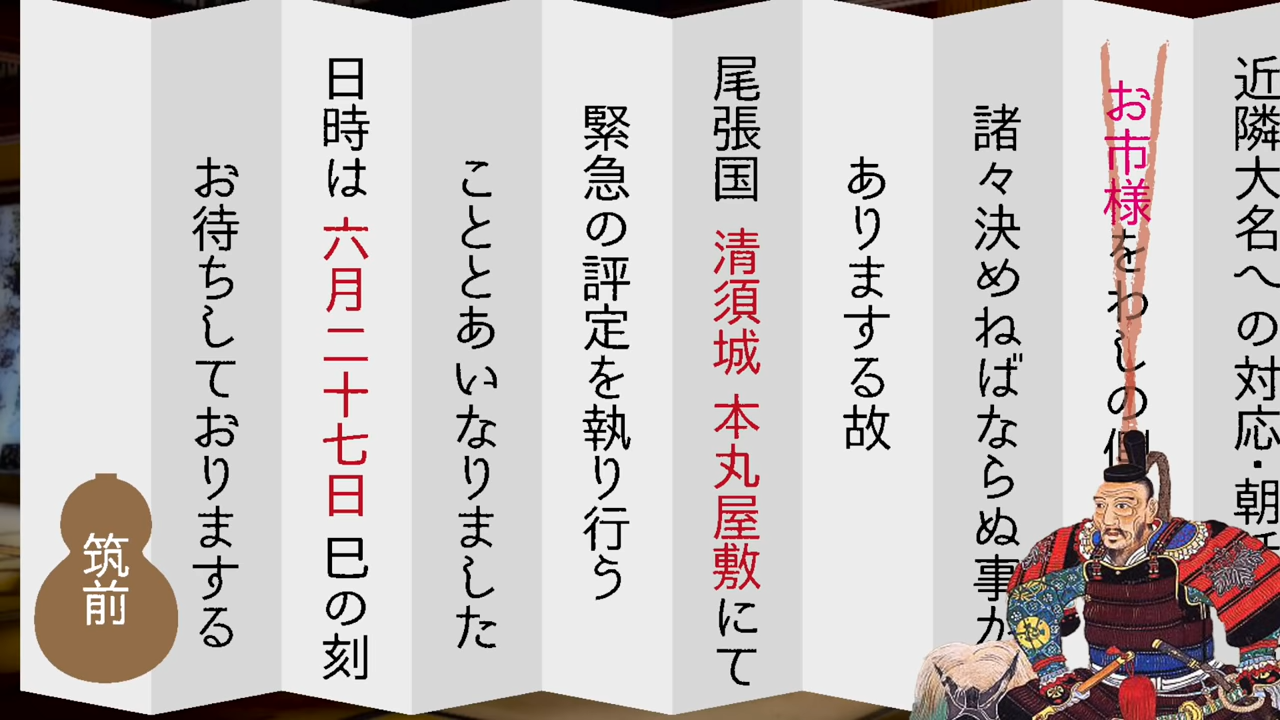 近隣大名への対応・朝
お市様をわしの側
諸々決めねばならぬ事が
ありまする故
尾張国 清須城 本丸屋敷にて
緊急の評定を執り行う
こととあいなりました
日時は 六月二十七日 巳の刻
お待ちしておりまする
筑前